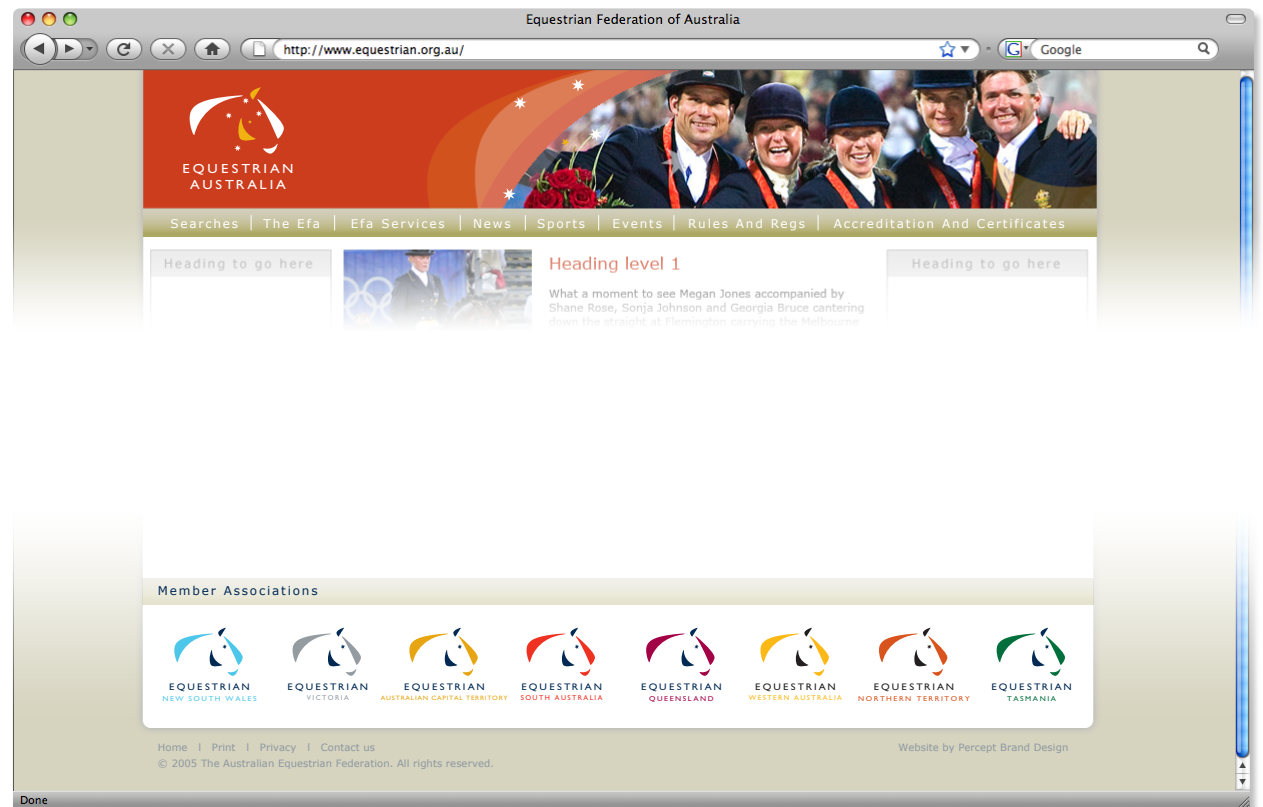 Equestrian Federation of Australia
http://www.equestrian.org.au/
Google
EQUESTRIAN
AUSTRALIA
Searches | The Efa | Efa Services | News | Sports | Events | Rules And Regs | Accreditation And Certificates
Heading to go here
Heading level 1
What a moment to see Megan Jones accompanied by
Shane Rose, Sonja Johnson and Georgia Bruce cantering
down the straight at Flemington carrying the Melbourne
Heading to go here
Member Associations
EQUESTRIAN
NEW SOUTH WALES
EQUESTRIAN
VICTORIA
EQUESTRIAN
AUSTRALIAN CAPITAL TERRITORY
EQUESTRIAN
SOUTH AUSTRALIA
EQUESTRIAN
QUEENSLAND
EQUESTRIAN
WESTERN AUSTRALIA
EQUESTRIAN
NORTHERN TERRITORY
EQUESTRIAN
TASMANIA
Home | Print | Privacy | Contact us
Website by Percept Brand Design
© 2005 The Australian Equestrian Federation. All rights reserved.
Done